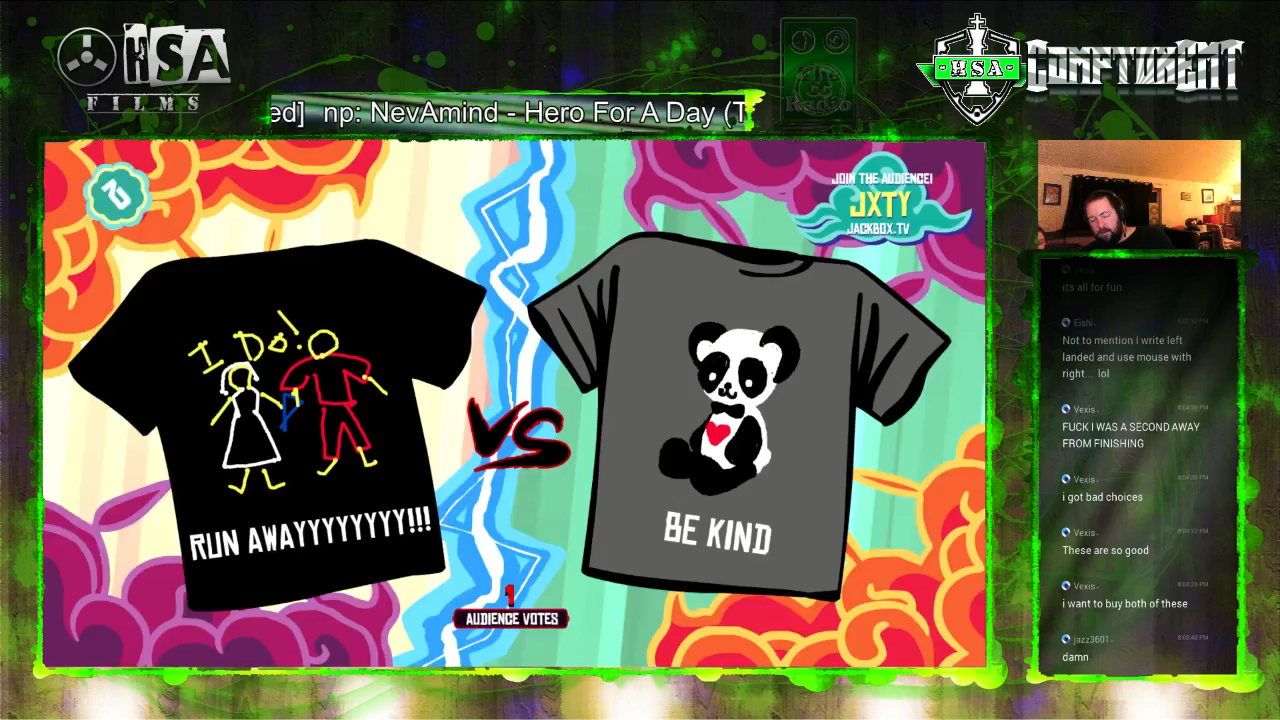 HSA
FILMS
ed] np: NevAmind - Hero For A Day (T
The
Radio
HSA
JOIN THE AUDIENCE!
JXTY
JACKBOX.TV
I DO!
RUN AWAYYYYYYYY!!!
VS
BE KIND
1
AUDIENCE VOTES
its all for fun
Eishi
Not to mention I write left
landed and use mouse with
right... lol
Vexis
FUCK I WAS A SECOND AWAY
FROM FINISHING
Vexis
i got bad choices
Vexis
These are so good
Vexis
i want to buy both of these
jazz3601
damn